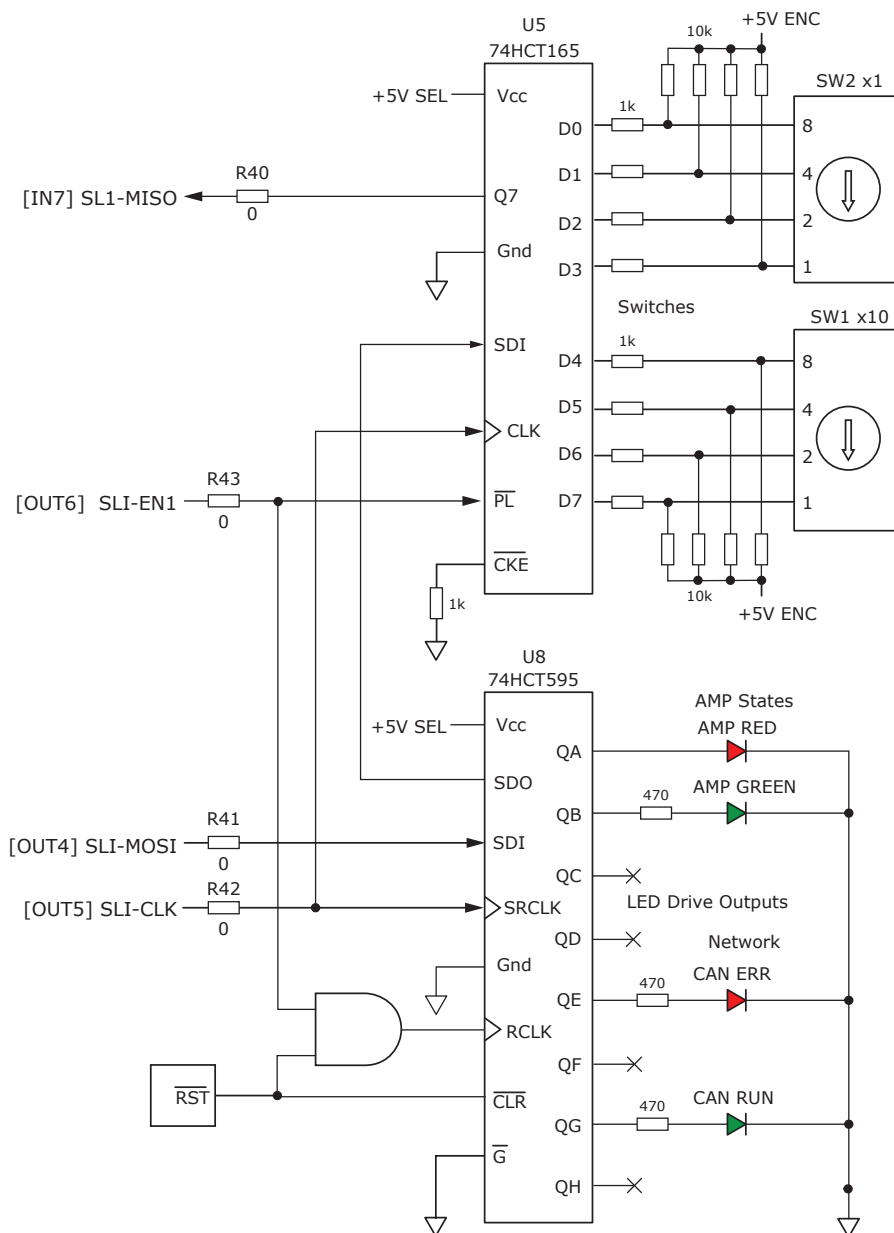 U5
74HCT165
+5V ENC
10k
SW2 x1
+5V SEL
Vcc
D0
1k
8
[IN7] SL1-MISO
R40
0
Q7
D1
4
D2
2
Gnd
D3
1
Switches
SW1 x10
SDI
D4
1k
8
D5
4
CLK
D6
2
[OUT6] SLI-EN1
R43
0
PL
D7
1
CKE
1k
10k
+5V ENC
U8
74HCT595
AMP States
AMP RED
+5V SEL
Vcc
QA
SDO
AMP GREEN
470
QB
[OUT4] SLI-MOSI
R41
0
SDI
QC
[OUT5] SLI-CLK
R42
0
SRCLK
LED Drive Outputs
QD
Network
Gnd
CAN ERR
470
QE
RCLK
QF
RST
CLR
CAN RUN
470
QG
G
QH